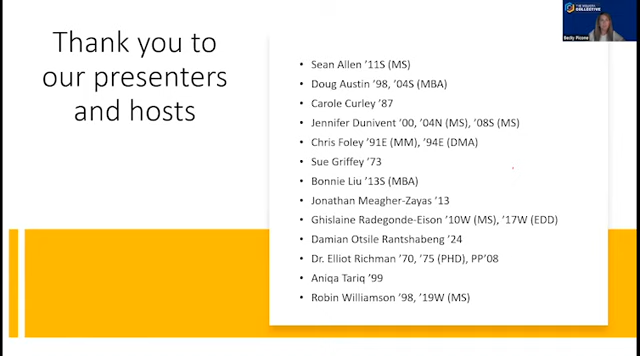 Thank you to
our presenters
and hosts
• Sean Allen ’11S (MS)
• Doug Austin ’98, ’04S (MBA)
• Carole Curley ’87
• Jennifer Dunivent ’00, ’04N (MS), ’08S (MS)
• Chris Foley ’91E (MM), ’94E (DMA)
• Sue Griffey ’73
• Bonnie Liu ’13S (MBA)
• Jonathan Meagher-Zayas ’13
• Ghislaine Radegonde-Eison ’10W (MS), ’17W (EDD)
• Damian Otsile Rantshabeng ’24
• Dr. Elliot Richman ’70, ’75 (PHD), PP’08
• Aniqa Tariq ’99
• Robin Williamson ’98, ’19W (MS)
COLLECTIVE
Becky Picone